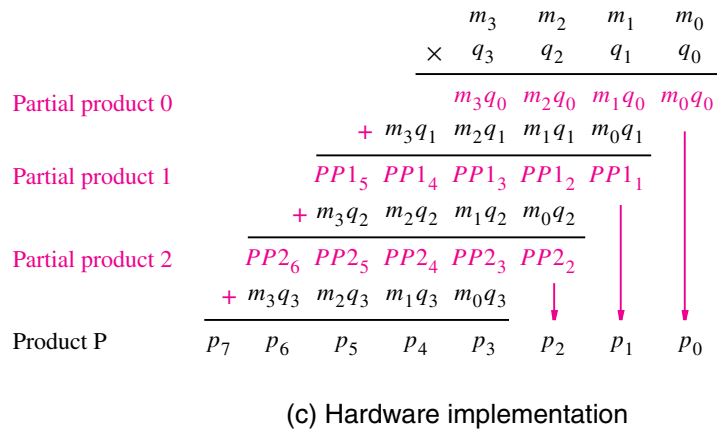 m₃ m₂ m₁ m₀
× q₃ q₂ q₁ q₀
Partial product 0 m₃q₀ m₂q₀ m₁q₀ m₀q₀
+ m₃q₁ m₂q₁ m₁q₁ m₀q₁
Partial product 1 PP1₅ PP1₄ PP1₃ PP1₂ PP1₁
+ m₃q₂ m₂q₂ m₁q₂ m₀q₂
Partial product 2 PP2₆ PP2₅ PP2₄ PP2₃ PP2₂
+ m₃q₃ m₂q₃ m₁q₃ m₀q₃
Product P p₇ p₆ p₅ p₄ p₃ p₂ p₁ p₀
(c) Hardware implementation